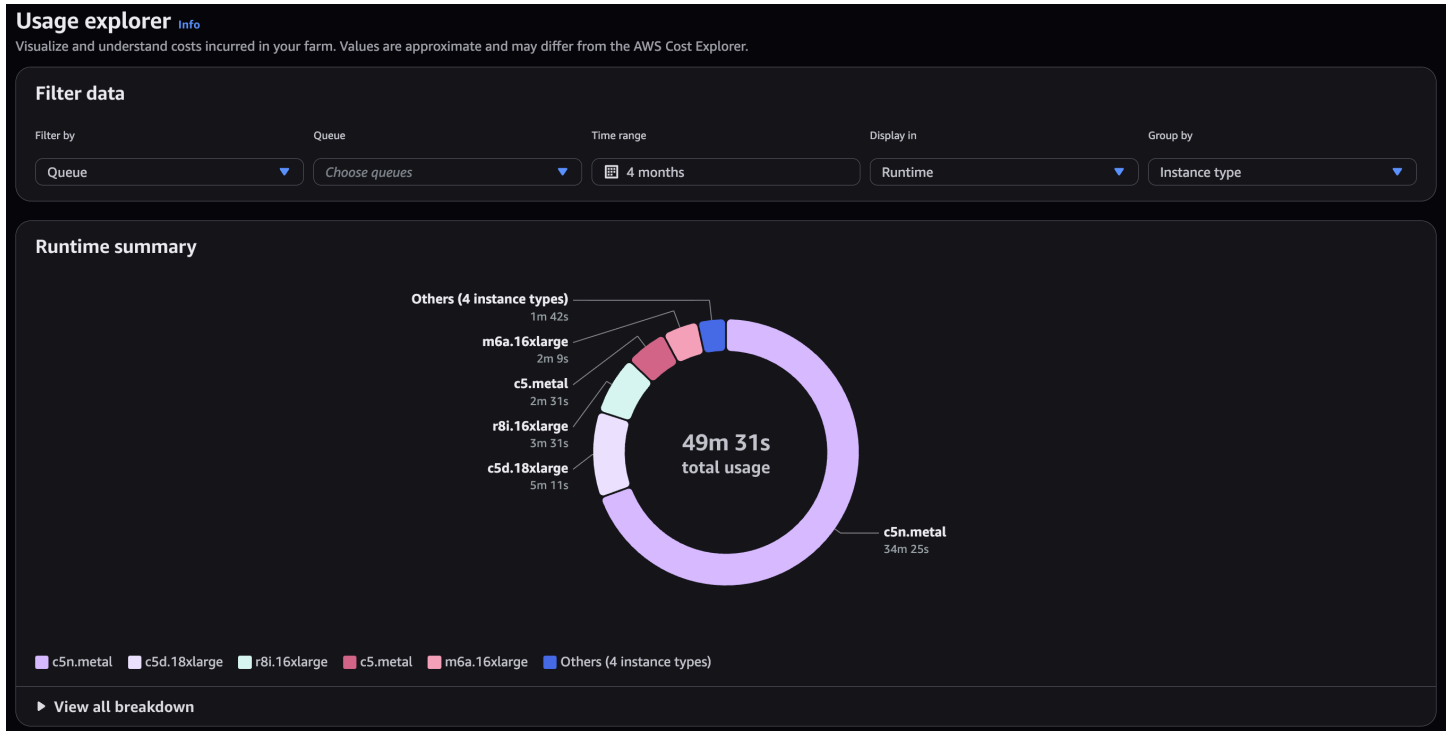 Usage explorer Info
Visualize and understand costs incurred in your farm. Values are approximate and may differ from the AWS Cost Explorer.
Filter data
Filter by
Queue
Time range
Display in
Group by
Queue
Choose queues
4 months
Runtime
Instance type
Runtime summary
Others (4 instance types)
1m 42s
m6a.16xlarge
2m 9s
c5.metal
2m 31s
r8i.16xlarge
3m 31s
c5d.18xlarge
5m 11s
49m 31s
total usage
c5n.metal
34m 25s
c5n.metal
c5d.18xlarge
r8i.16xlarge
c5.metal
m6a.16xlarge
Others (4 instance types)
View all breakdown